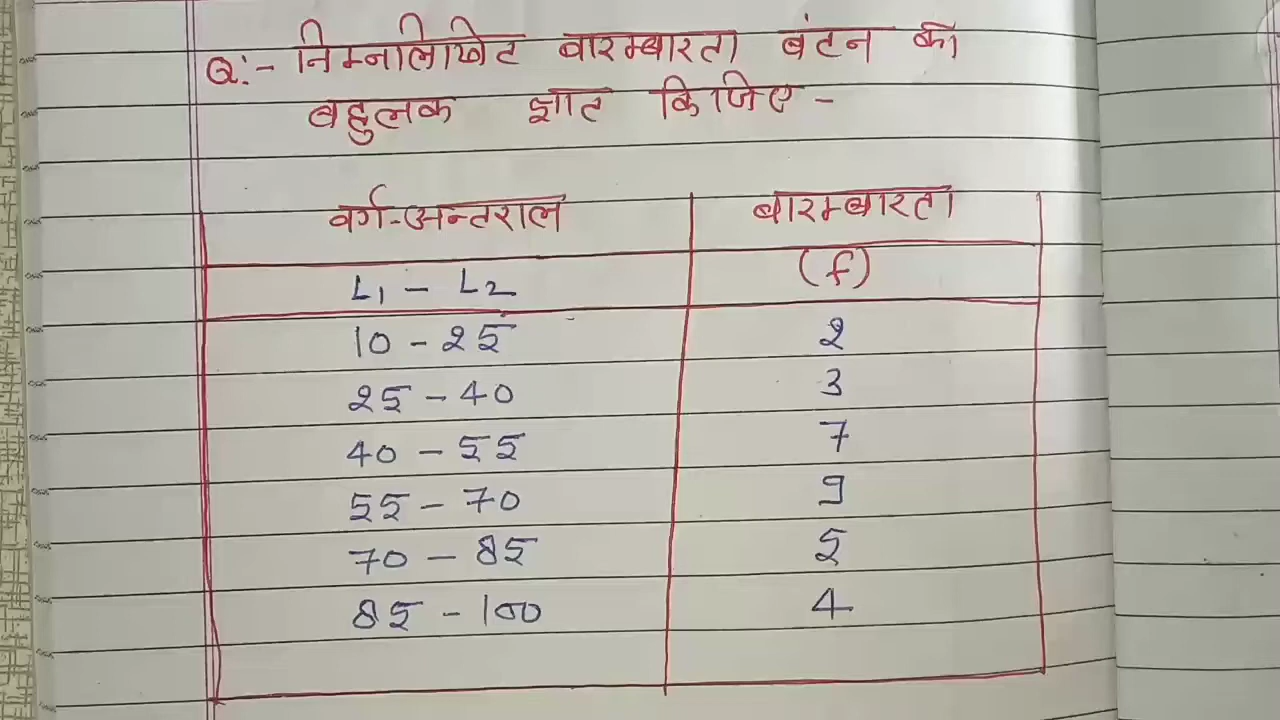 Q:- निम्नलिखित बारम्बारता बंटन का
बहुलक ज्ञात किजिए -
वर्ग-अन्तराल बारम्बारता
L1 - L2 (f)
10 - 25 2
25 - 40 3
40 - 55 7
55 - 70 9
70 - 85 5
85 - 100 4